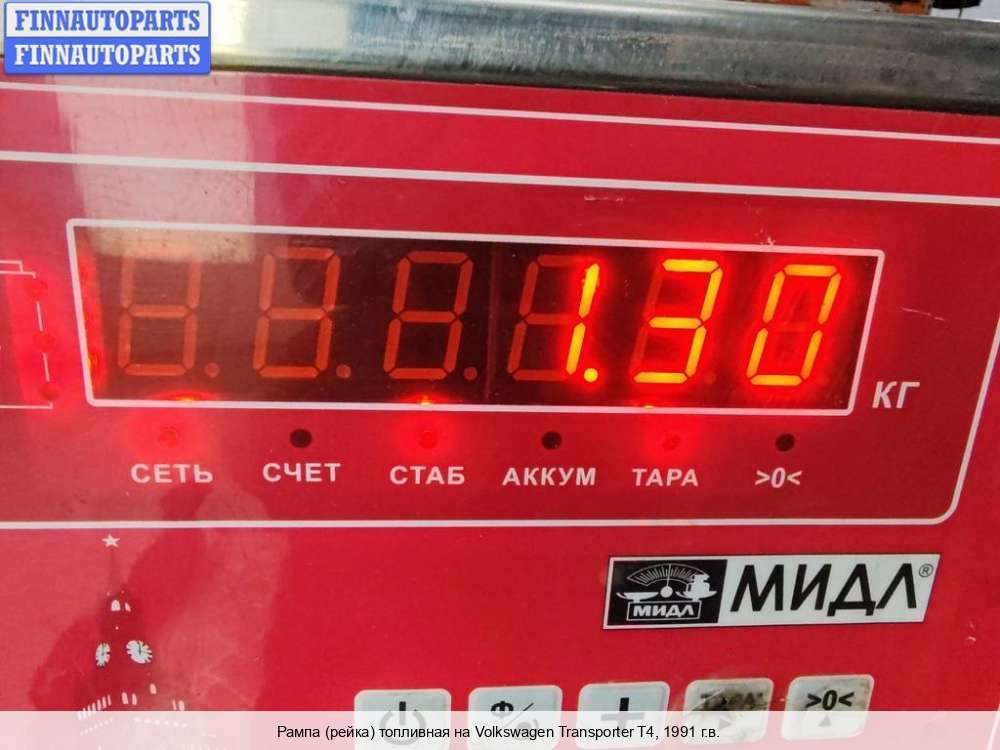 FINNAUTOPARTS
FINNAUTOPARTS
1.30
КГ
СЕТЬ СЧЕТ СТАБ АККУМ ТАРА >0<
МИДЛ МИДЛ®
Ф ТАРА >0<
Рампа (рейка) топливная на Volkswagen Transporter T4, 1991 г.в.